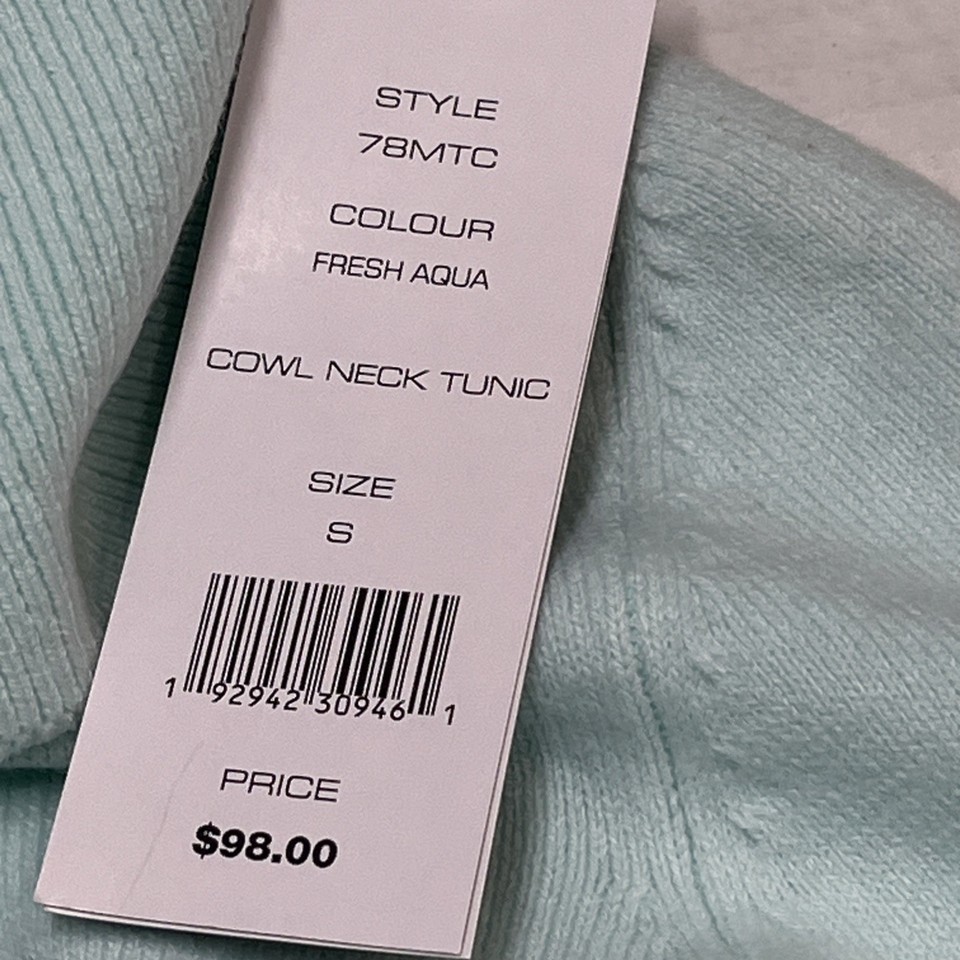 STYLE
78MTC
COLOUR
FRESH AQUA
COWL NECK TUNIC
SIZE
S
1 92942 30946 1
PRICE
$98.00